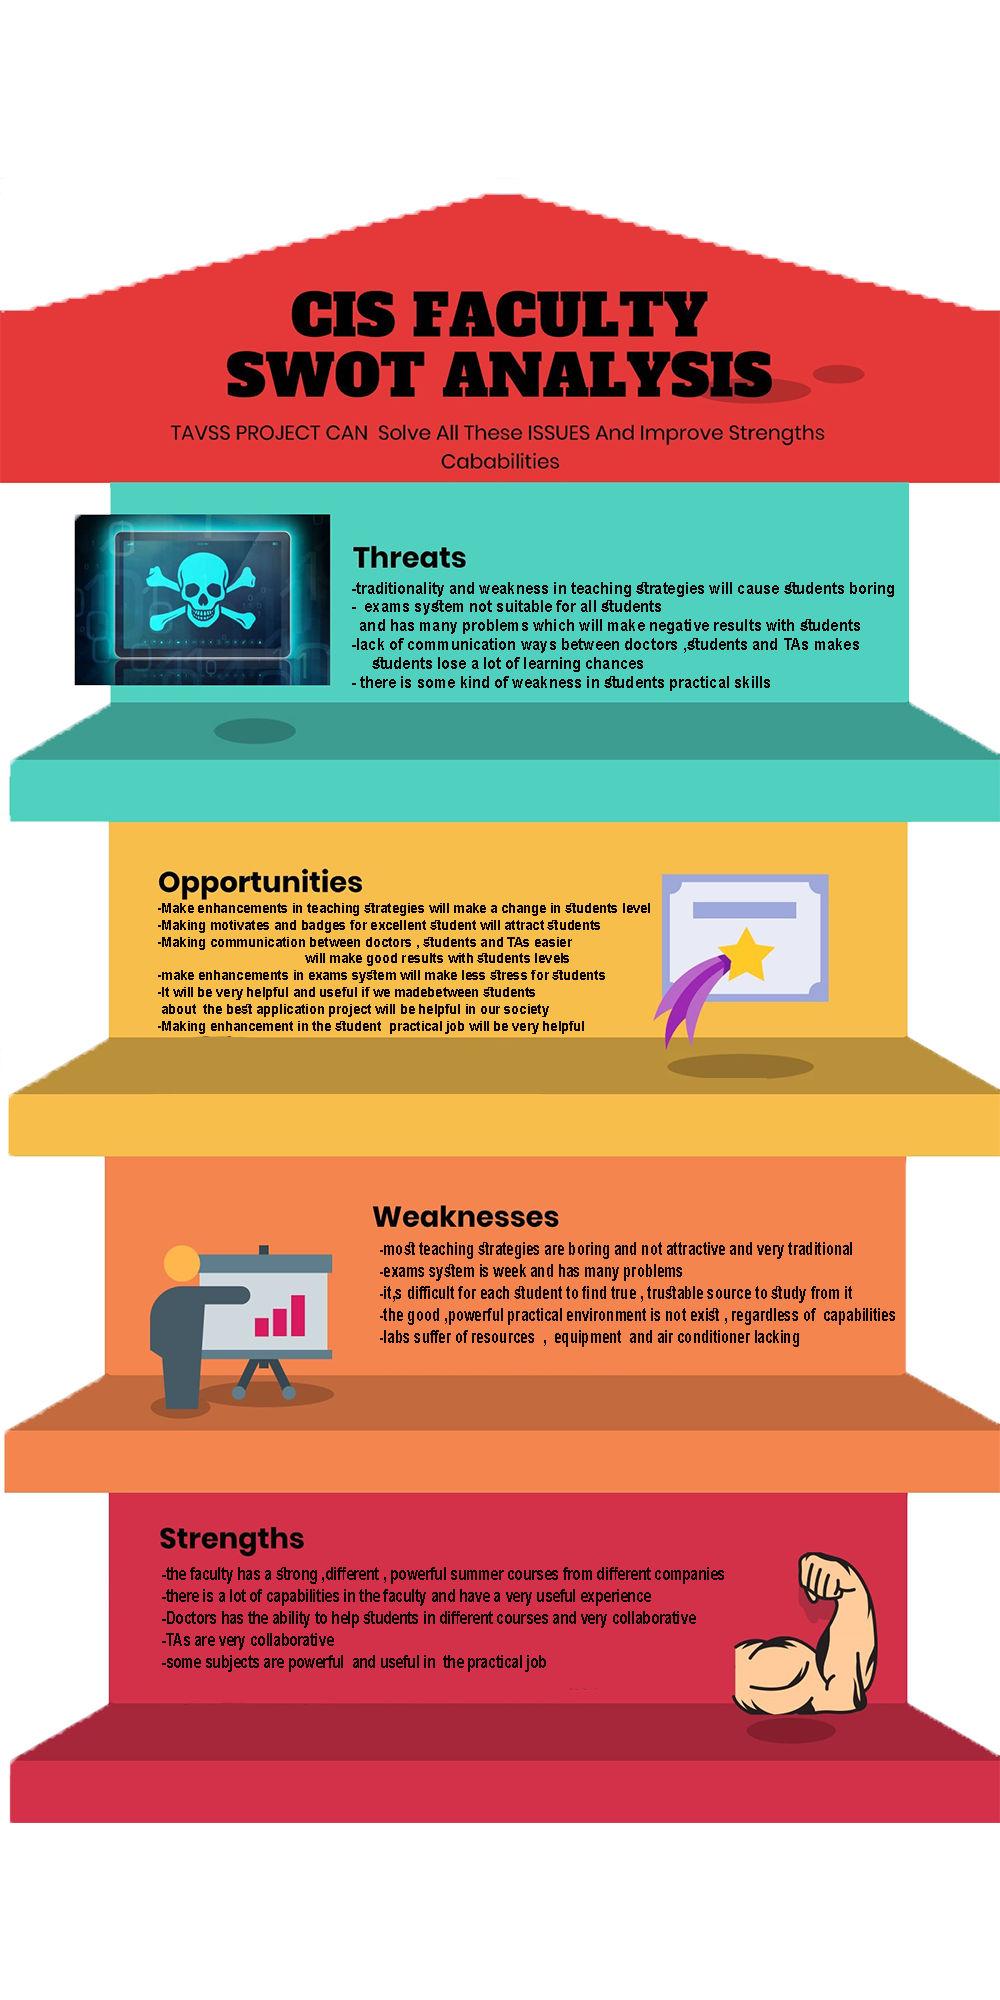 CIS FACULTY
SWOT ANALYSIS
TAVSS PROJECT CAN Solve All These ISSUES And Improve Strengths
Cababilities
Threats
-traditionality and weakness in teaching strategies will cause students boring
- exams system not suitable for all students
and has many problems which will make negative results with students
-lack of communication ways between doctors ,students and TAs makes
students lose a lot of learning chances
- there is some kind of weakness in students practical skills
Opportunities
-Make enhancements in teaching strategies will make a change in students level
-Making motivates and badges for excellent student will attract students
-Making communication between doctors , students and TAs easier
will make good results with students levels
-make enhancements in exams system will make less stress for students
-It will be very helpful and useful if we madebetween students
about the best application project will be helpful in our society
-Making enhancement in the student practical job will be very helpful
Weaknesses
-most teaching strategies are boring and not attractive and very traditional
-exams system is week and has many problems
-it,s difficult for each student to find true , trustable source to study from it
-the good ,powerful practical environment is not exist , regardless of capabilities
-labs suffer of resources , equipment and air conditioner lacking
Strengths
-the faculty has a strong ,different , powerful summer courses from different companies
-there is a lot of capabilities in the faculty and have a very useful experience
-Doctors has the ability to help students in different courses and very collaborative
-TAs are very collaborative
-some subjects are powerful and useful in the practical job